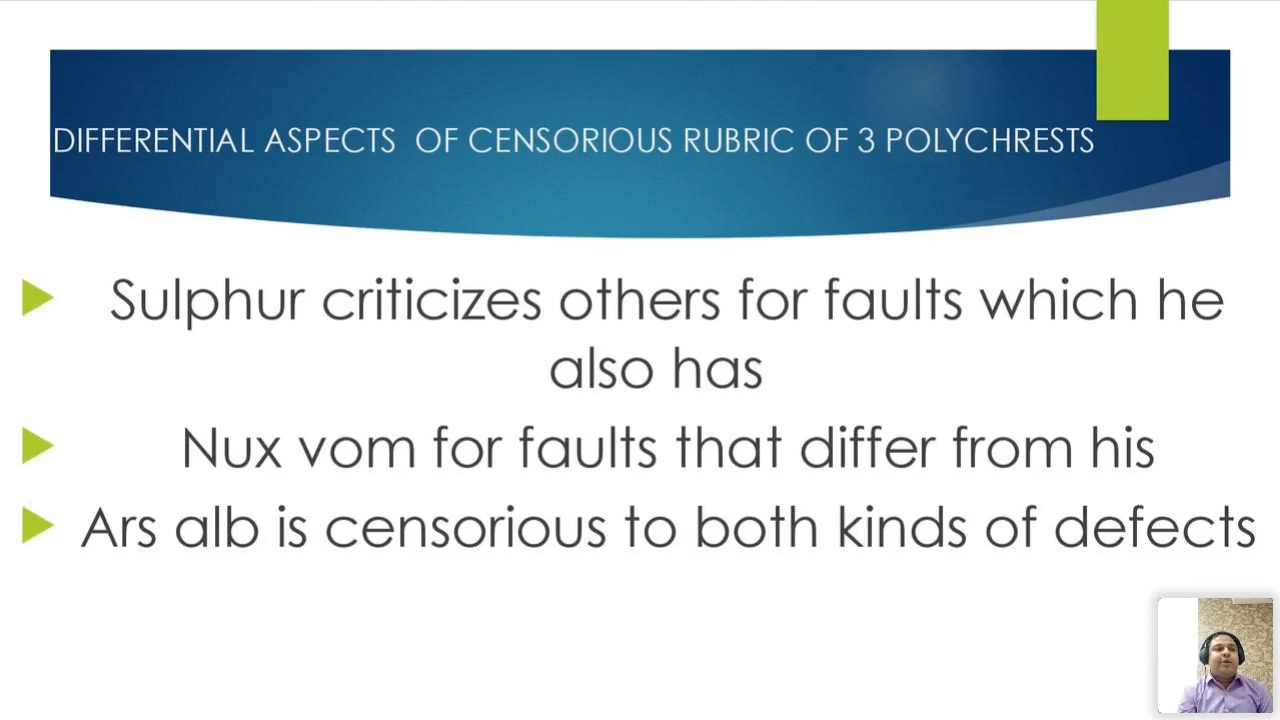 DIFFERENTIAL ASPECTS OF CENSORIOUS RUBRIC OF 3 POLYCHRESTS
Sulphur criticizes others for faults which he
also has
Nux vom for faults that differ from his
Ars alb is censorious to both kinds of defects